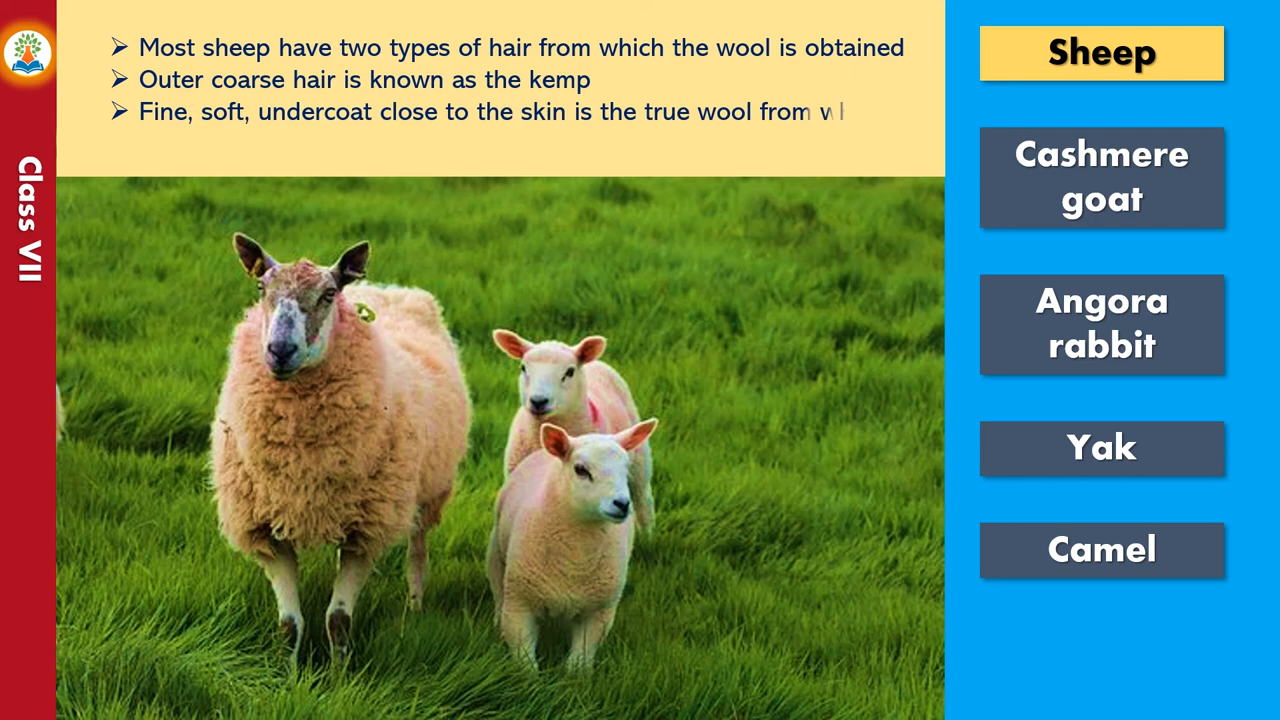 Class VII
➢ Most sheep have two types of hair from which the wool is obtained
➢ Outer coarse hair is known as the kemp
➢ Fine, soft, undercoat close to the skin is the true wool from
Sheep
Cashmere
goat
Angora
rabbit
Yak
Camel